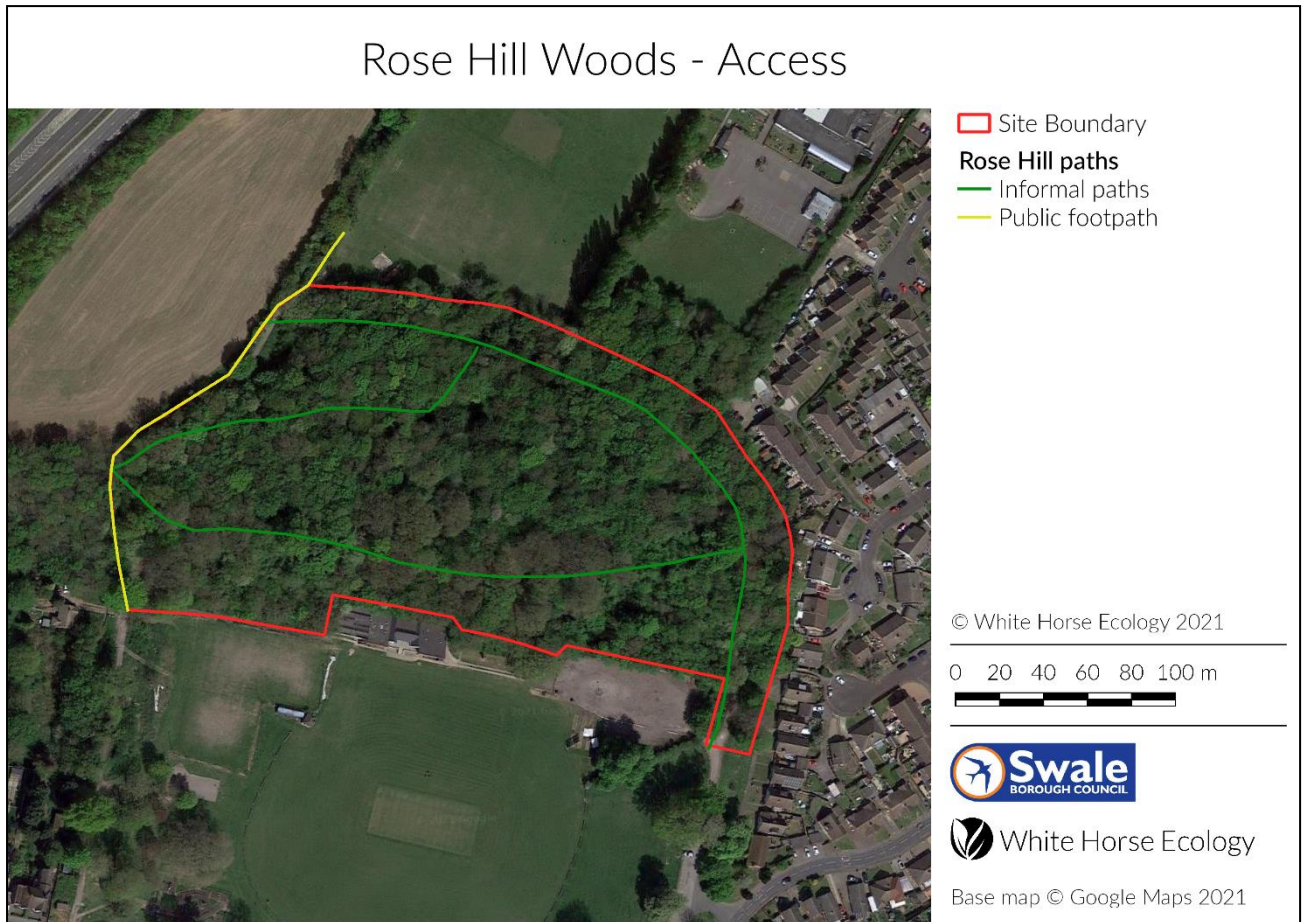 Rose Hill Woods - Access
Site Boundary
Rose Hill paths
Informal paths
Public footpath
© White Horse Ecology 2021
0 20 40 60 80 100 m
Swale
BOROUGH COUNCIL
White Horse Ecology
Base map © Google Maps 2021